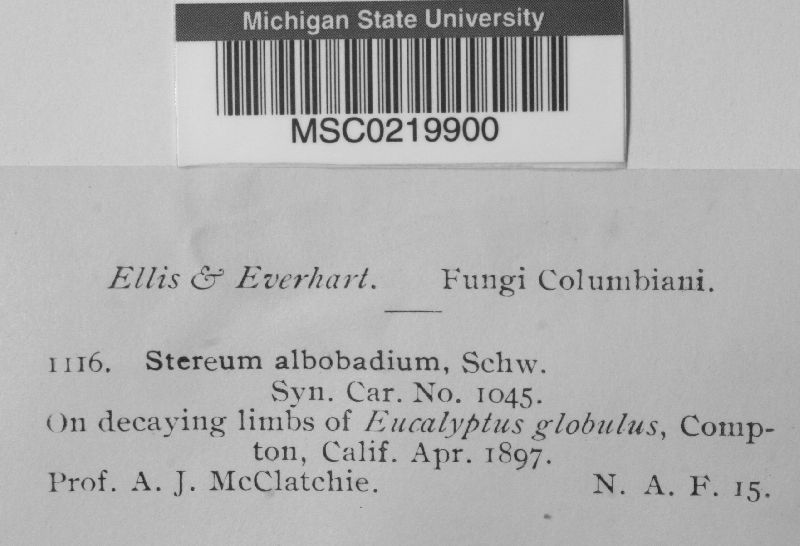 Michigan State University
MSC0219900
Ellis & Everhart. Fungi Columbiani.
1116. Stereum albobadium, Schw.
Syn. Car. No. 1045.
On decaying limbs of Eucalyptus globulus, Comp-
ton, Calif. Apr. 1897.
Prof. A. J. McClatchie. N. A. F. 15.